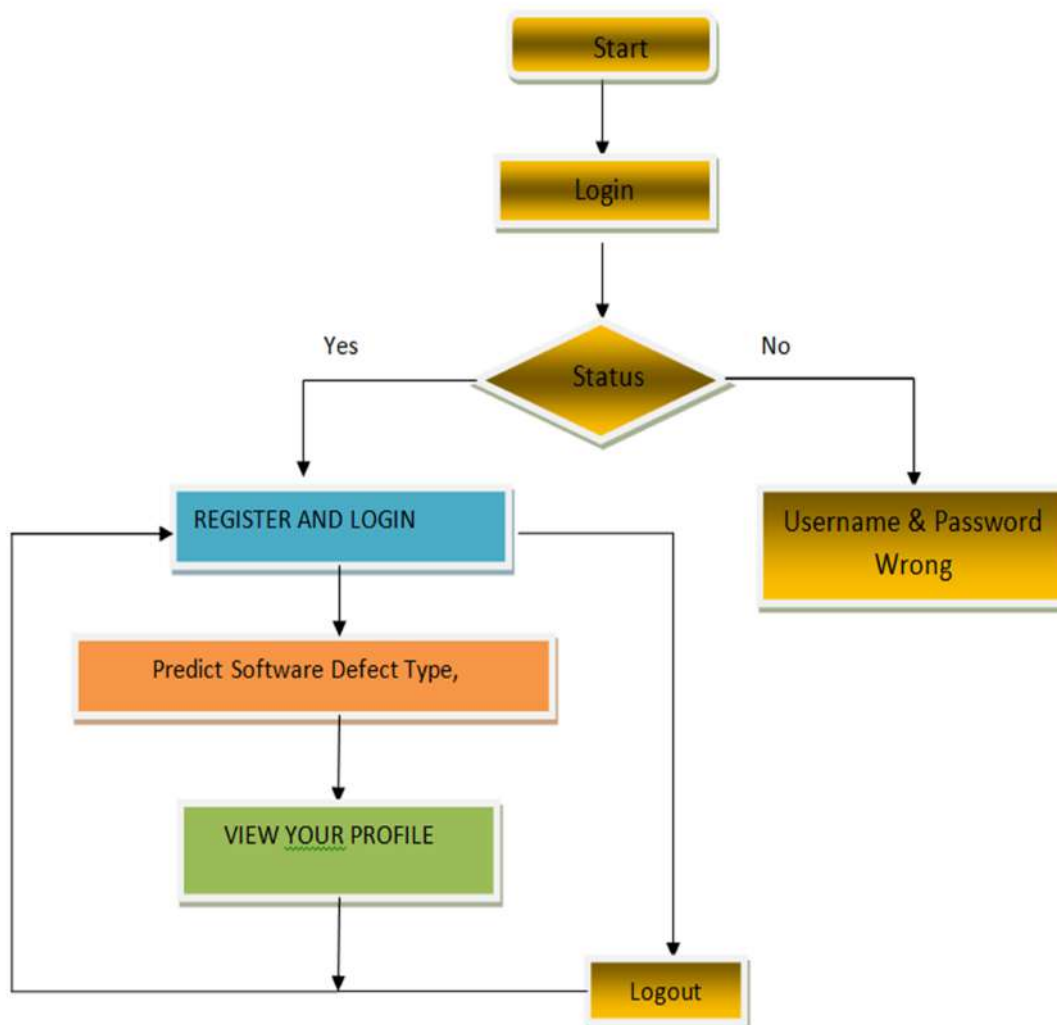 Start
Login
Yes
No
Status
REGISTER AND LOGIN
Username & Password
Wrong
Predict Software Defect Type,
VIEW YOUR PROFILE
Logout